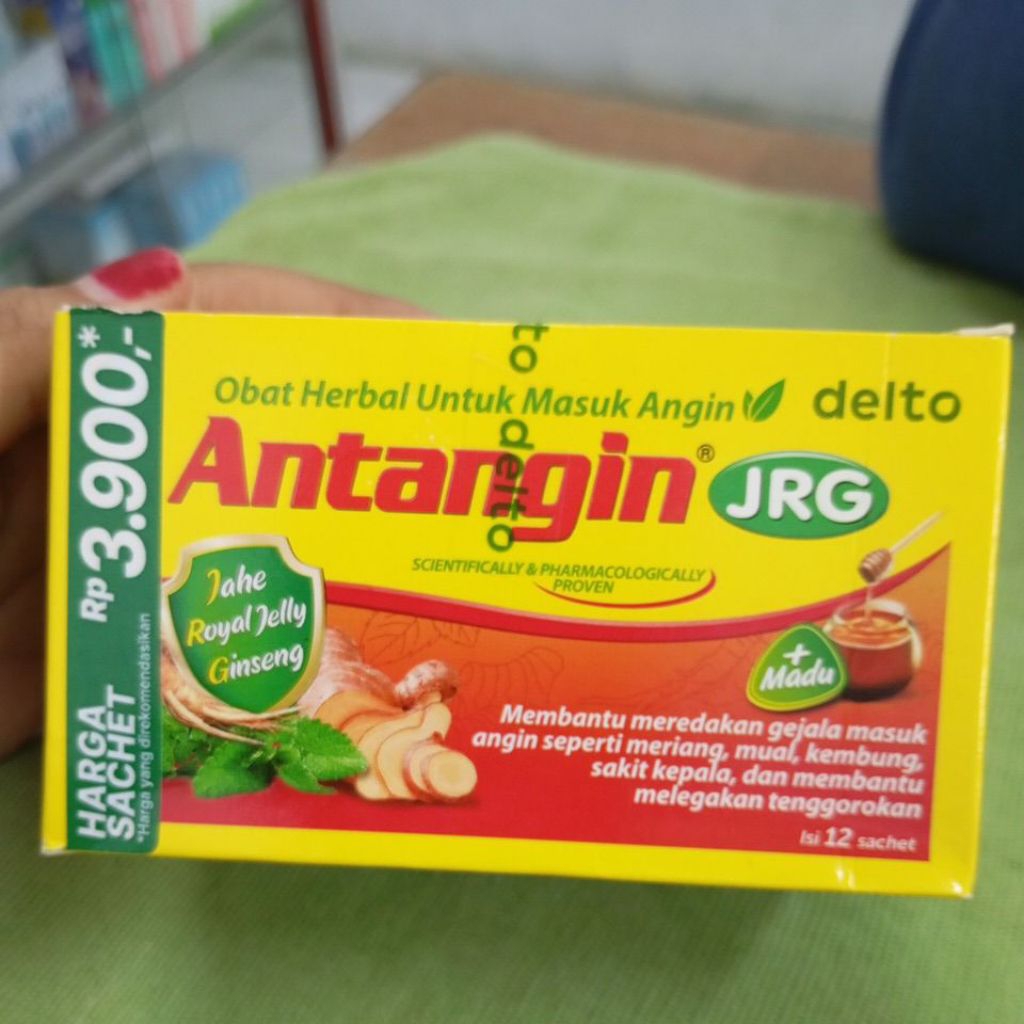 Obat Herbal Untuk Masuk Angin
delto
Antangin® JRG
to delto
SCIENTIFICALLY & PHARMACOLOGICALLY
PROVEN
Jahe
Royal Jelly
Ginseng
+
Madu
Membantu meredakan gejala masuk
angin seperti meriang, mual, kembung,
sakit kepala, dan membantu
melegakan tenggorokan
Isi 12 sachet
HARGA
SACHET
Rp 3.900,-*
*Harga yang direkomendasikan